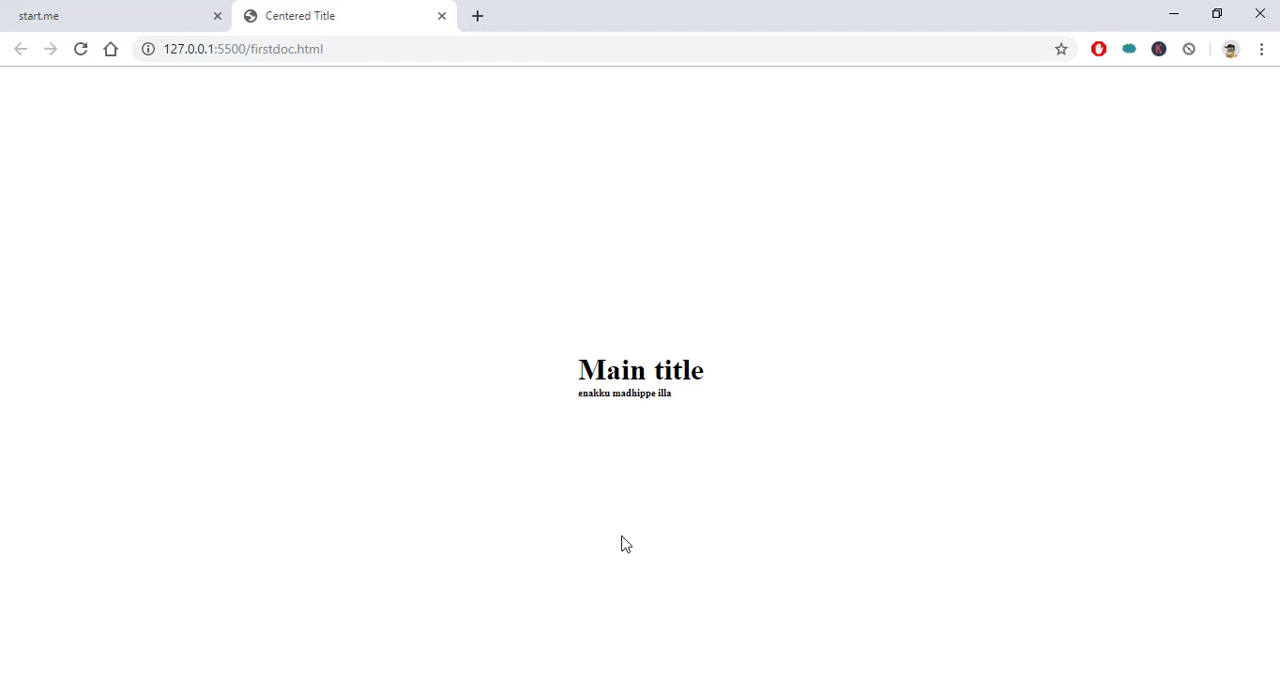 start.me
Centered Title
127.0.0.1:5500/firstdoc.html
K
Main title
enakku madhippe illa